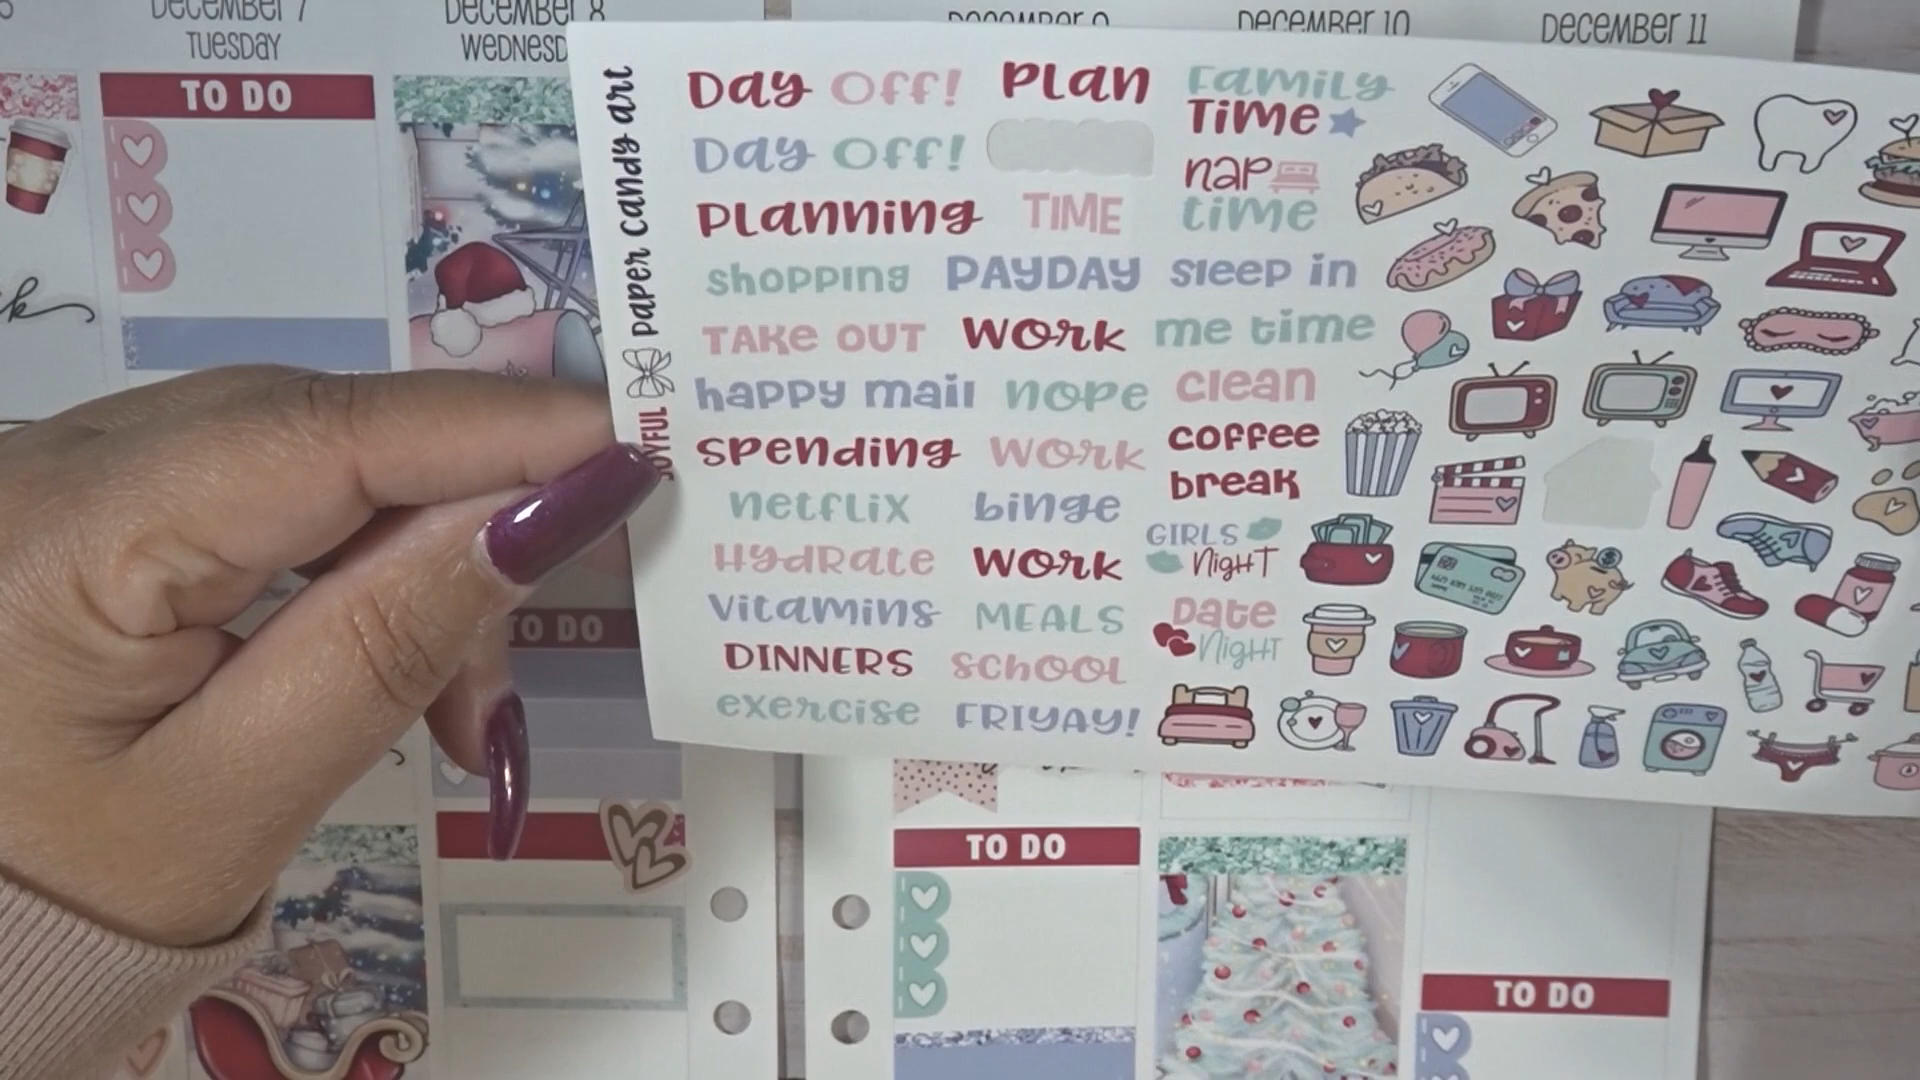 DECEMBER 7
TUESDAY
DECEMBER 8
WEDNESD
DECEMBER 9
DECEMBER 10
DECEMBER 11
TO DO
JOYFUL paper candy art
Day Off!
Plan
Family
Time
Day Off!
nap
time
Planning
TIME
shopping
PAYDAY
sleep in
TAKE OUT
Work
me time
happy mail
nope
clean
spending
Work
coffee
break
netflix
binge
GIRLS
Night
HydRate
Work
Vitamins
MEALS
Date
Night
DINNERS
school
exercise
FRIYAY!
TO DO
TO DO
TO DO